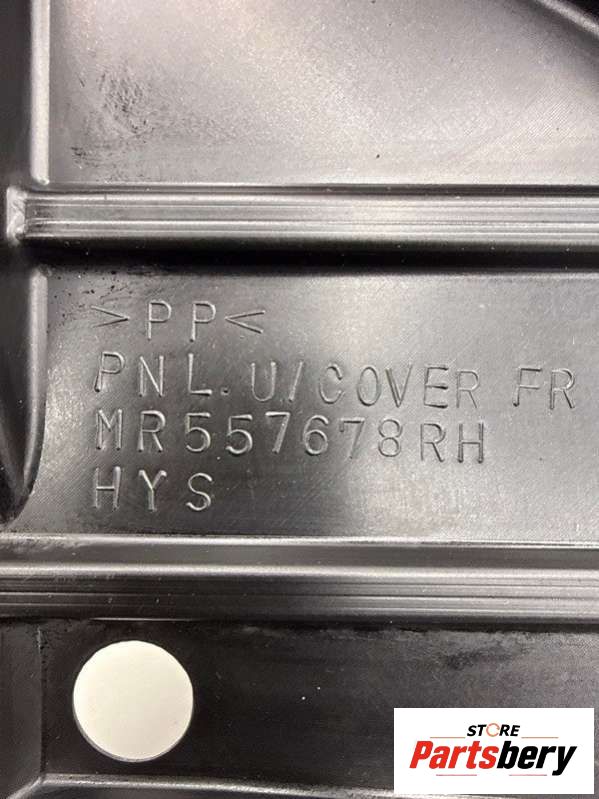 >PP<
PNL.U/COVER FR
MR557678RH
HYS
STORE
Partsbery